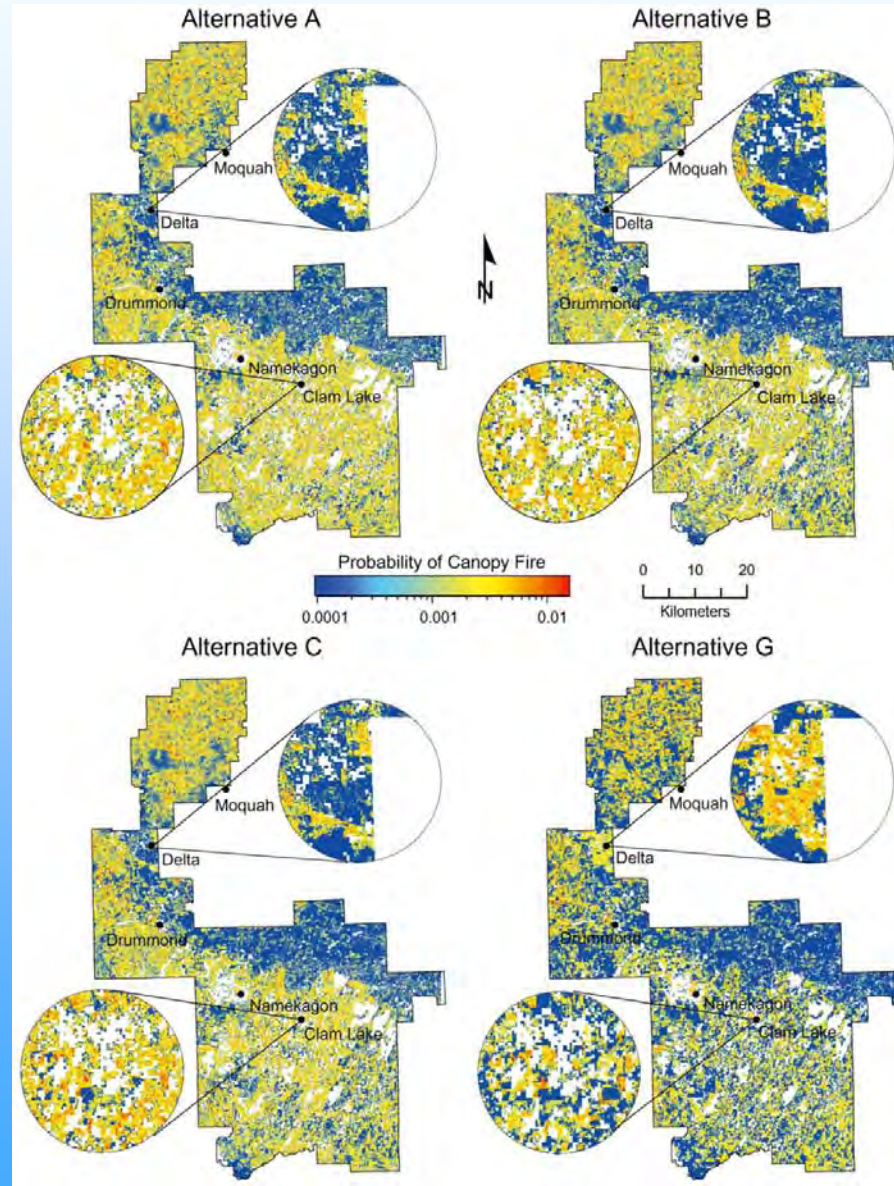 Alternative A
Alternative B
Moquah
Moquah
Delta
Delta
N
Drummond
Drummond
Namekagon
Namekagon
Clam Lake
Clam Lake
Probability of Canopy Fire
0.0001
0.001
0.01
0
10
20
Kilometers
Alternative C
Alternative G
Moquah
Moquah
Delta
Delta
Drummond
Drummond
Namekagon
Namekagon
Clam Lake
Clam Lake